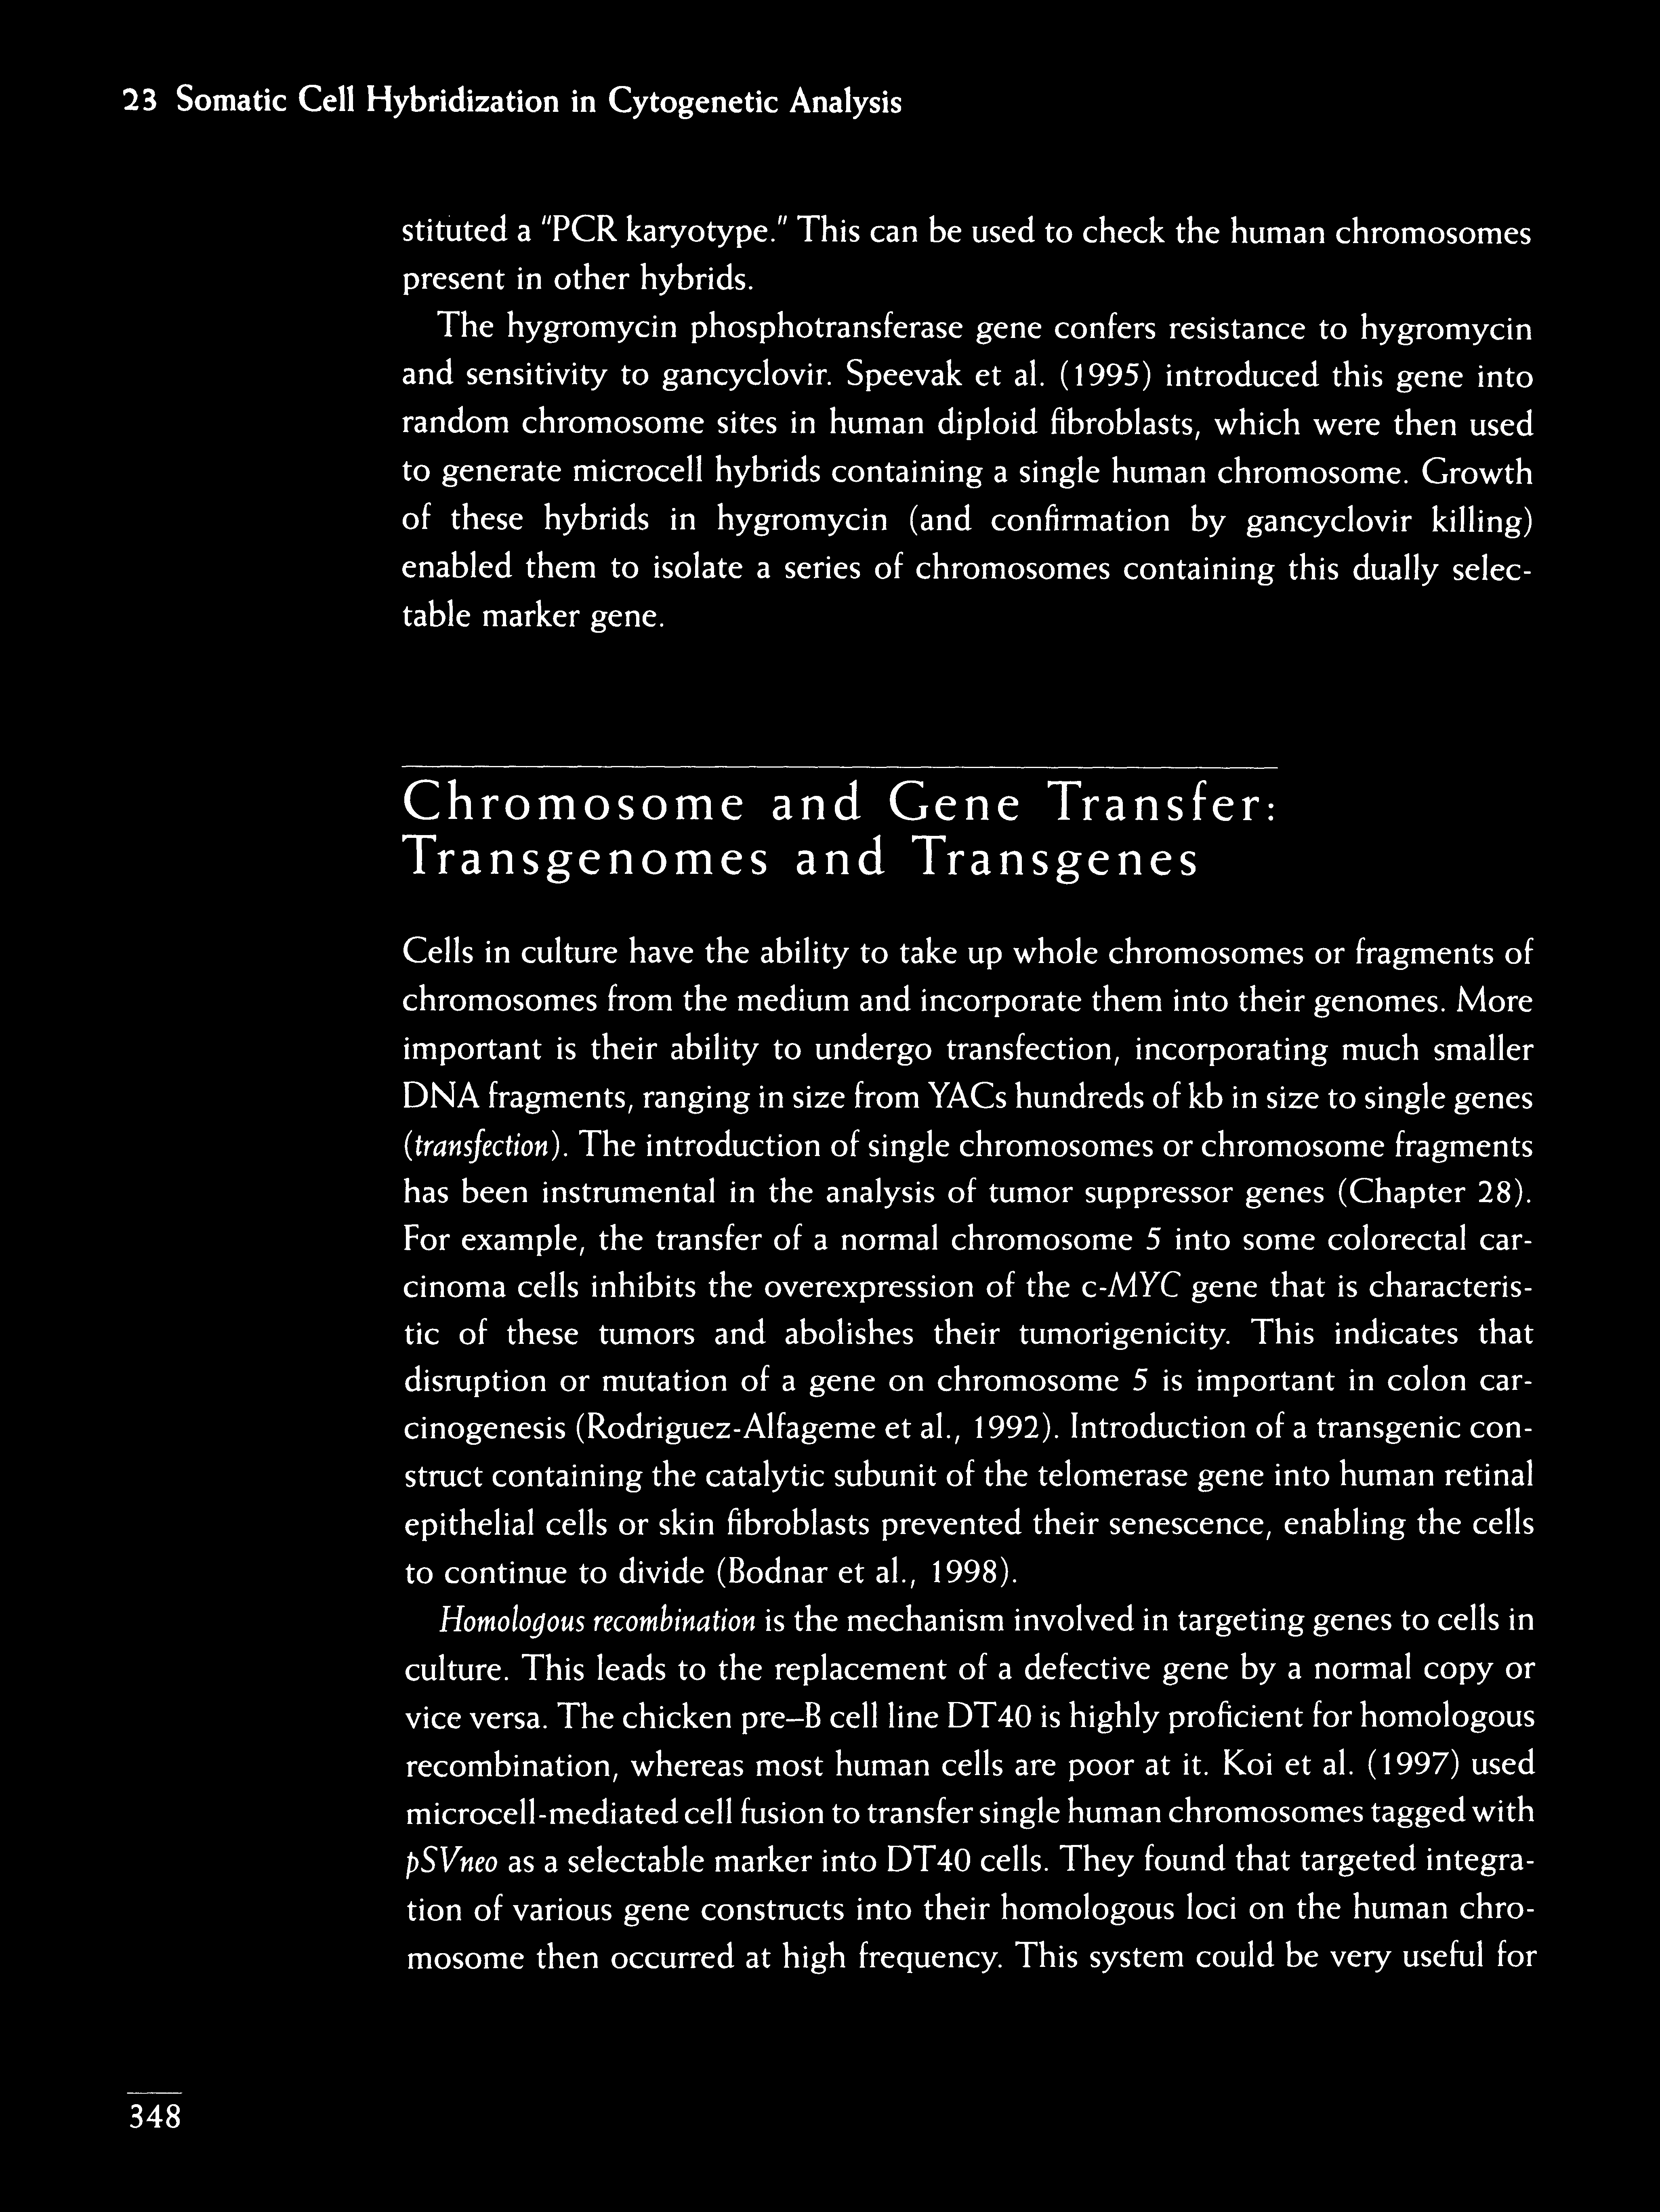 23 Somatic Cell Hybridization in Cytogenetic Analysis
stituted a "PCR karyotype." This can be used to check the human chromosomes
present in other hybrids.
The hygromycin phosphotransferase gene confers resistance to hygromycin
and sensitivity to gancyclovir. Speevak et al. (1995) introduced this gene into
random chromosome sites in human diploid fibroblasts, which were then used
to generate microcell hybrids containing a single human chromosome. Growth
of these hybrids in hygromycin (and confirmation by gancyclovir killing)
enabled them to isolate a series of chromosomes containing this dually selec-
table marker gene.
Chromosome and Gene Transfer:
Transgenomes and Transgenes
Cells in culture have the ability to take up whole chromosomes or fragments of
chromosomes from the medium and incorporate them into their genomes. More
important is their ability to undergo transfection, incorporating much smaller
DNA fragments, ranging in size from YACs hundreds of kb in size to single genes
(transfection). The introduction of single chromosomes or chromosome fragments
has been instrumental in the analysis of tumor suppressor genes (Chapter 28).
For example, the transfer of a normal chromosome 5 into some colorectal car-
cinoma cells inhibits the overexpression of the c-MYC gene that is characteris-
tic of these tumors and abolishes their tumorigenicity. This indicates that
disruption or mutation of a gene on chromosome 5 is important in colon car-
cinogenesis (Rodriguez-Alfageme et al., 1992). Introduction of a transgenic con-
struct containing the catalytic subunit of the telomerase gene into human retinal
epithelial cells or skin fibroblasts prevented their senescence, enabling the cells
to continue to divide (Bodnar et al., 1998).
Homologous recombination is the mechanism involved in targeting genes to cells in
culture. This leads to the replacement of a defective gene by a normal copy or
vice versa. The chicken pre–B cell line DT40 is highly proficient for homologous
recombination, whereas most human cells are poor at it. Koi et al. (1997) used
microcell-mediated cell fusion to transfer single human chromosomes tagged with
pSVneo as a selectable marker into DT40 cells. They found that targeted integra-
tion of various gene constructs into their homologous loci on the human chro-
mosome then occurred at high frequency. This system could be very useful for
348